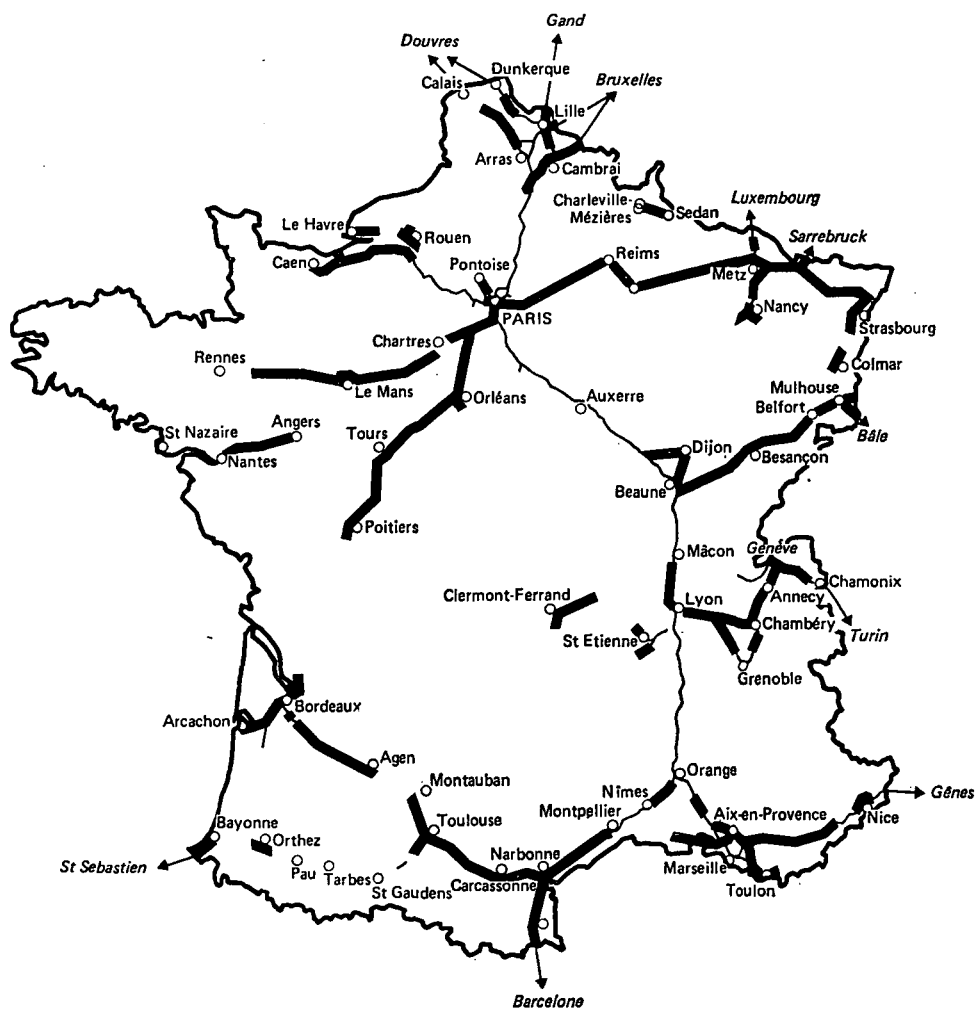 Gand
Douvres
Dunkerque
Bruxelles
Calais
Lille
Arras
Cambrai
Charleville-
Mézières
Sedan
Luxembourg
Le Havre
Rouen
Sarrebruck
Caen
Reims
Pontoise
Metz
Nancy
PARIS
Strasbourg
Chartres
Rennes
Colmar
Le Mans
Mulhouse
Orléans
Auxerre
Belfort
Angers
Bâle
St Nazaire
Tours
Dijon
Nantes
Besançon
Beaune
Poitiers
Mâcon
Genéve
Chamonix
Clermont-Ferrand
Annecy
Lyon
Chambéry
Turin
St Etienne
Grenoble
Bordeaux
Arcachon
Agen
Orange
Montauban
Nîmes
Gênes
Montpellier
Aix-en-Provence
Nice
Bayonne
Toulouse
Orthez
Narbonne
St Sebastien
Pau
Tarbes
Carcassonne
Marseille
St Gaudens
Toulon
Barcelone